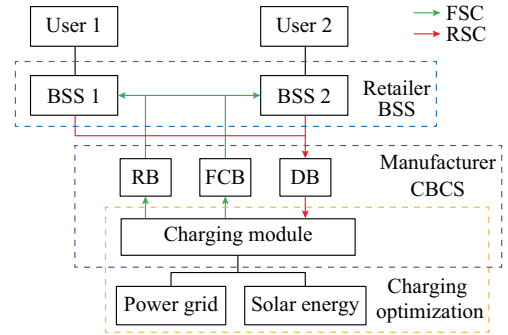 User 1
User 2
FSC
RSC
BSS 1
BSS 2
Retailer
BSS
RB
FCB
DB
Manufacturer
CBCS
Charging module
Power grid
Solar energy
Charging
optimization